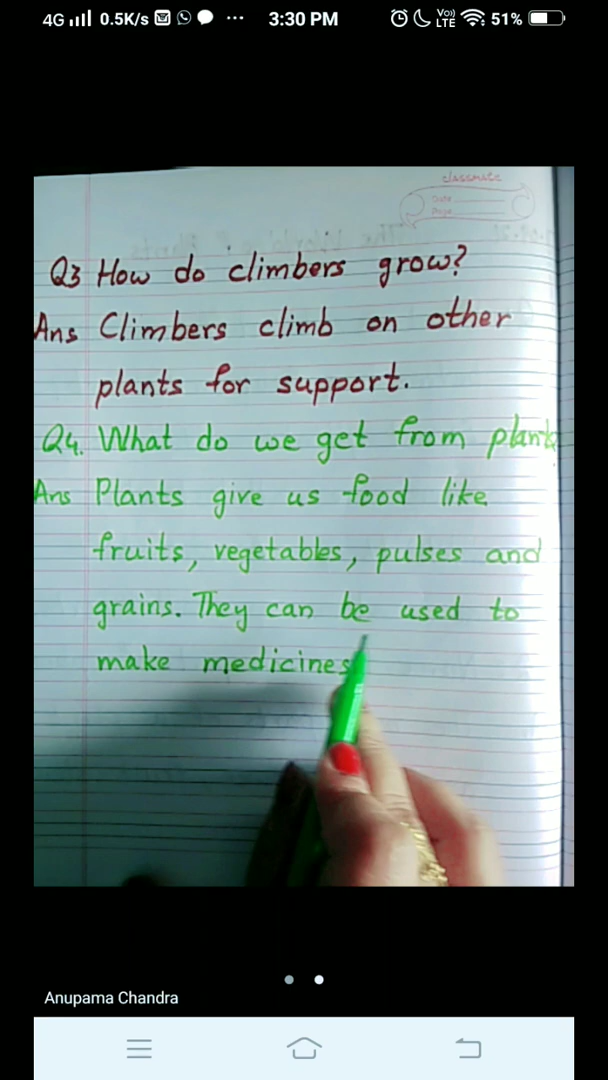 4G 0.5K/s ... 3:30 PM VoLTE 51%
classmate
Date
Page
Q3 How do climbers grow?
Ans Climbers climb on other
plants for support.
Q4. What do we get from plants
Ans Plants give us food like
fruits, vegetables, pulses and
grains. They can be used to
make medicines
Anupama Chandra